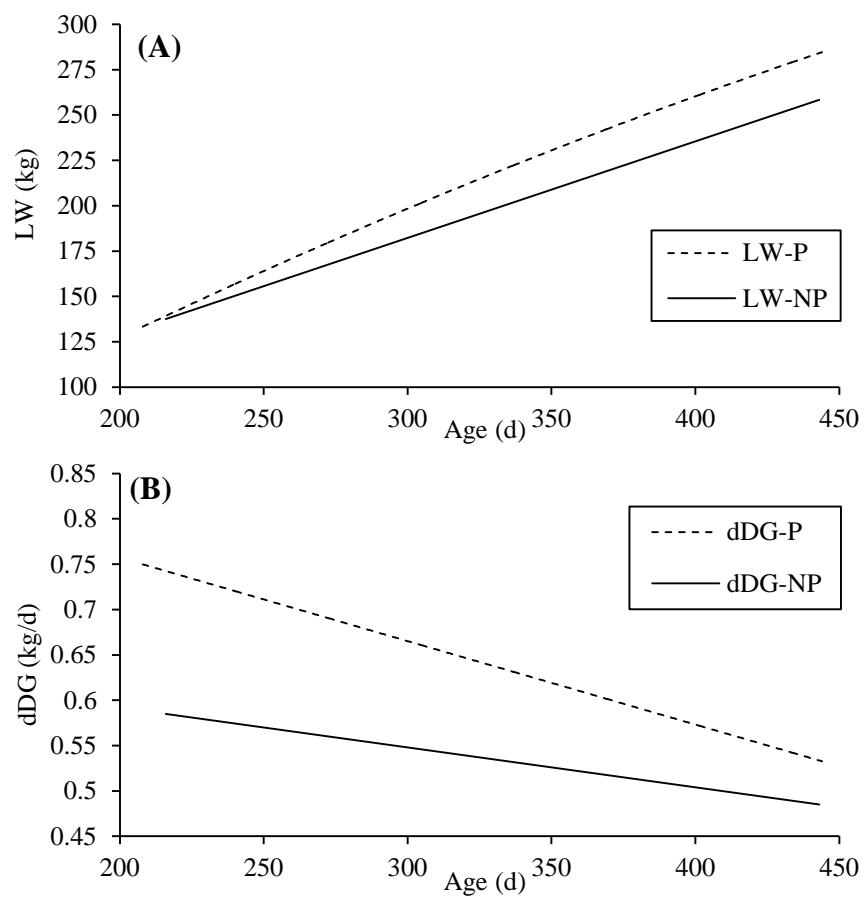 (A)
300
275
250
225
200
175
150
125
100
LW (kg)
LW-P
LW-NP
200 250 300 350 400 450
Age (d)
(B)
0.85
0.8
0.75
0.7
0.65
0.6
0.55
0.5
0.45
dDG (kg/d)
dDG-P
dDG-NP
200 250 300 350 400 450
Age (d)